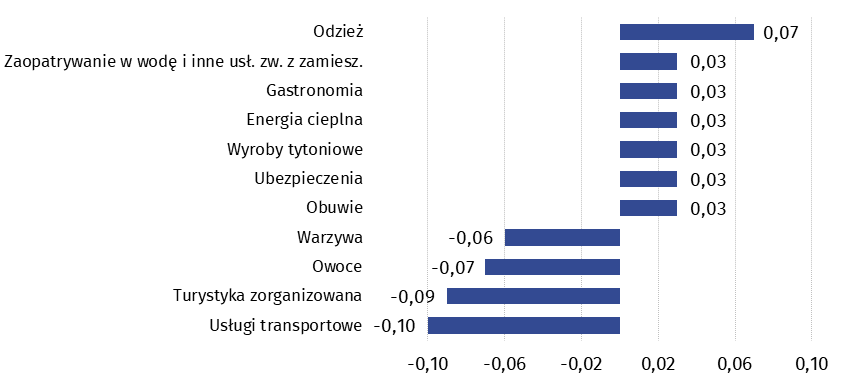 Odzież 0,07
Zaopatrywanie w wodę i inne usł. zw. z zamiesz. 0,03
Gastronomia 0,03
Energia cieplna 0,03
Wyroby tytoniowe 0,03
Ubezpieczenia 0,03
Obuwie 0,03
Warzywa -0,06
Owoce -0,07
Turystyka zorganizowana -0,09
Usługi transportowe -0,10
-0,10 -0,06 -0,02 0,02 0,06 0,10